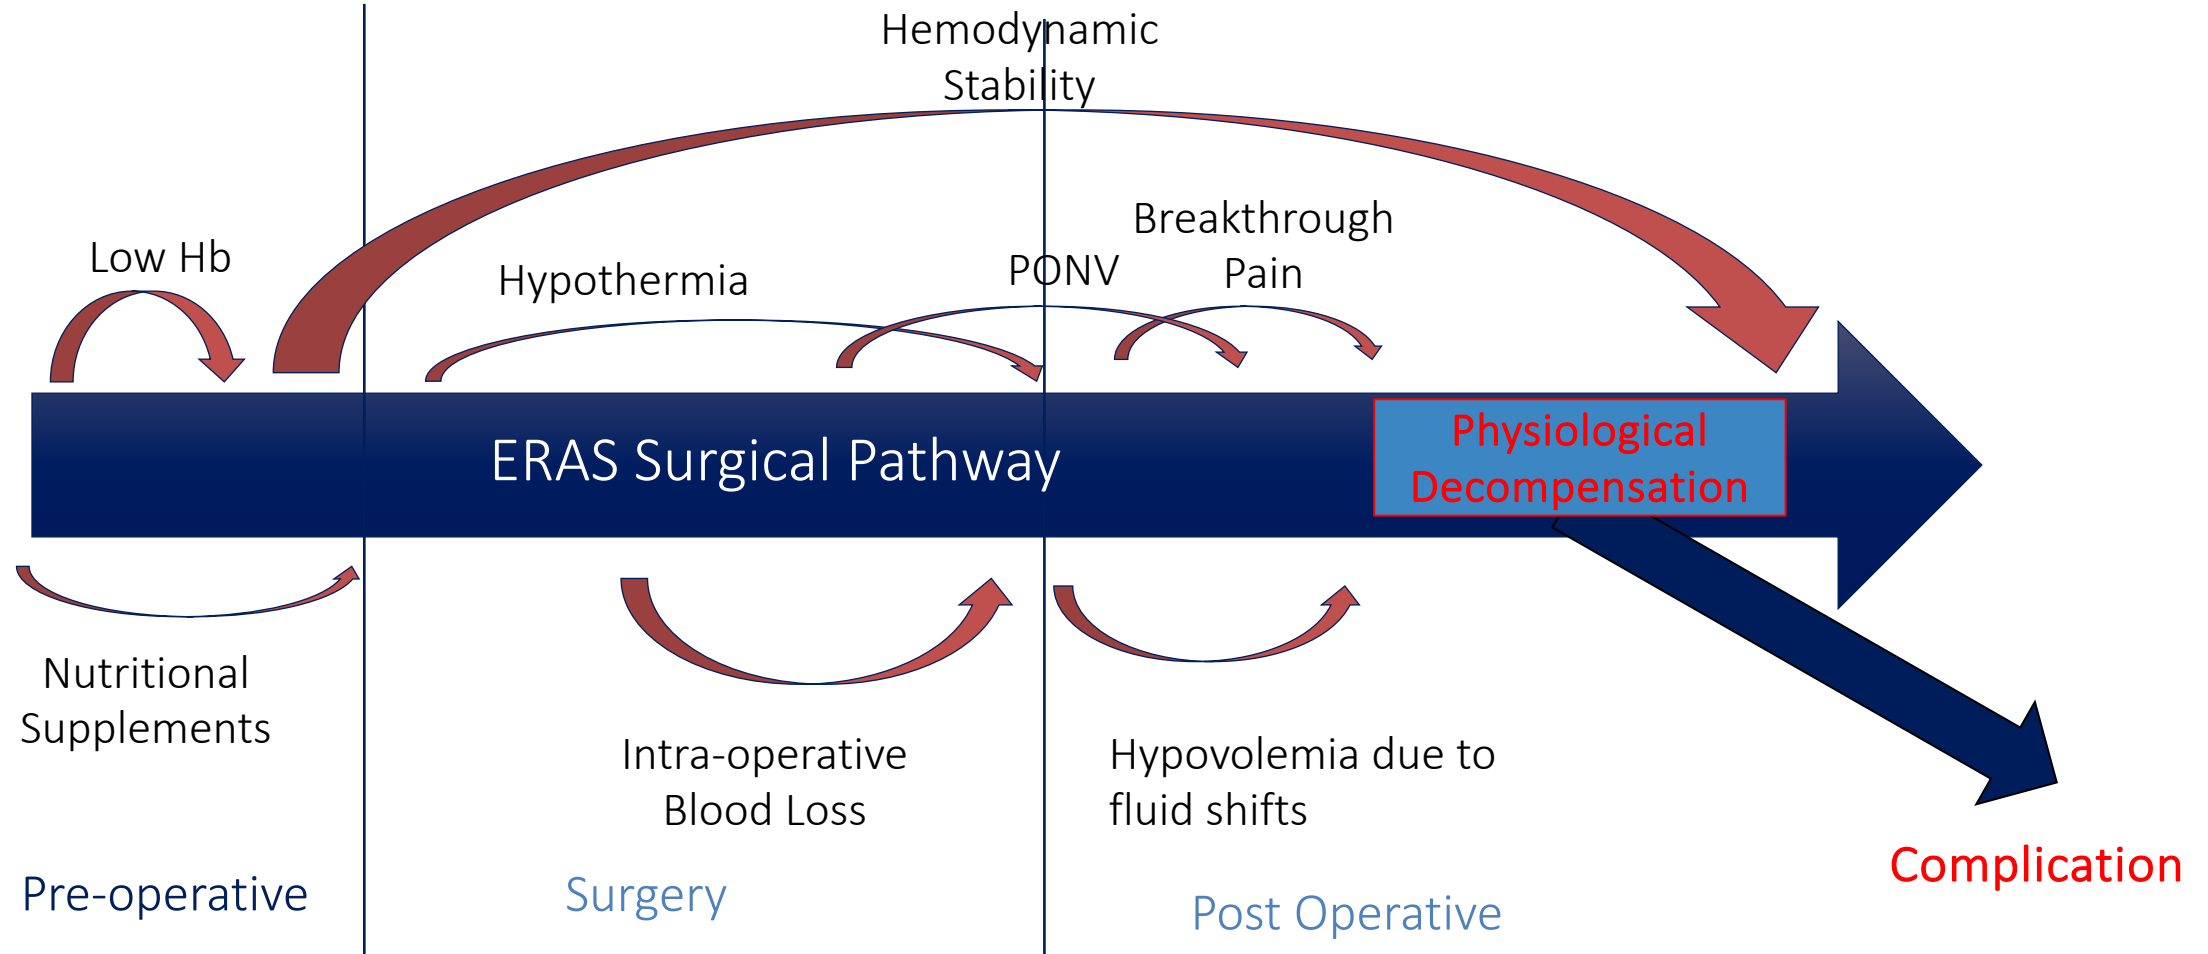 Hemodynamic
Stability
Low Hb
Hypothermia
PONV
Breakthrough
Pain
ERAS Surgical Pathway
Physiological
Decompensation
Nutritional
Supplements
Intra-operative
Blood Loss
Hypovolemia due to
fluid shifts
Complication
Pre-operative
Surgery
Post Operative